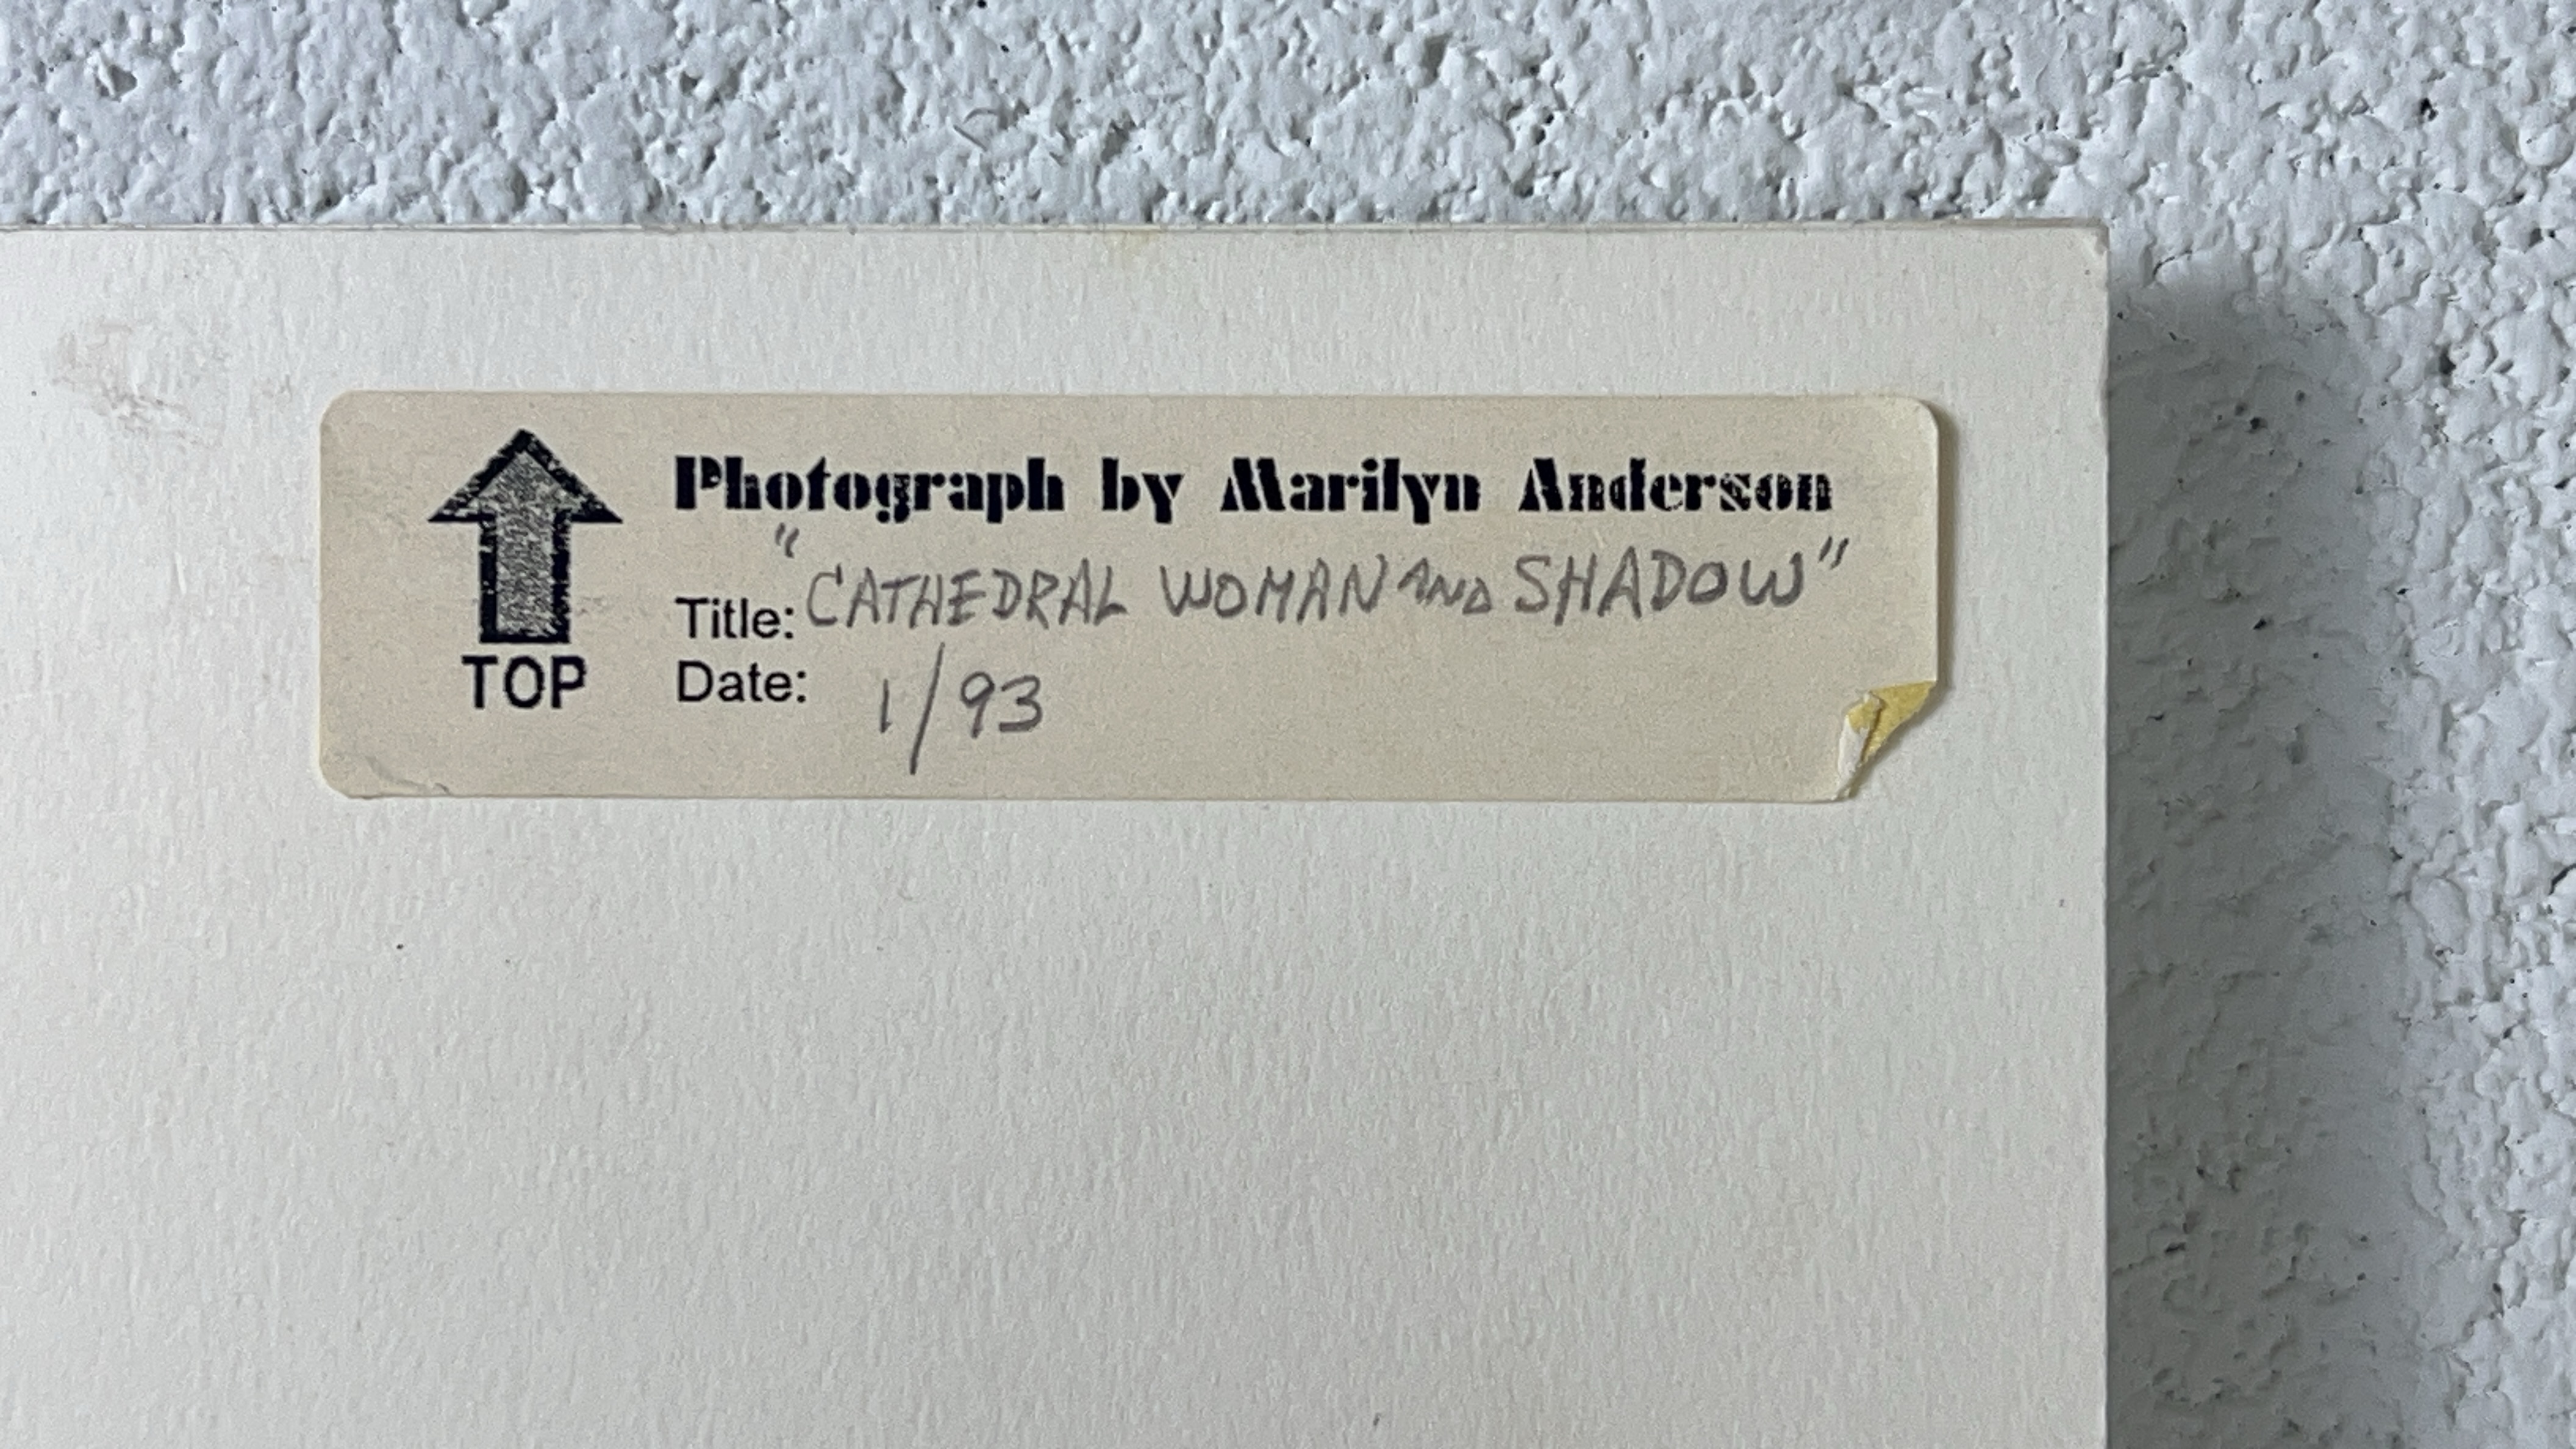 Photograph by Marilyn Anderson
Title: "CATHEDRAL WOMAN AND SHADOW"
Date: 1/93
TOP